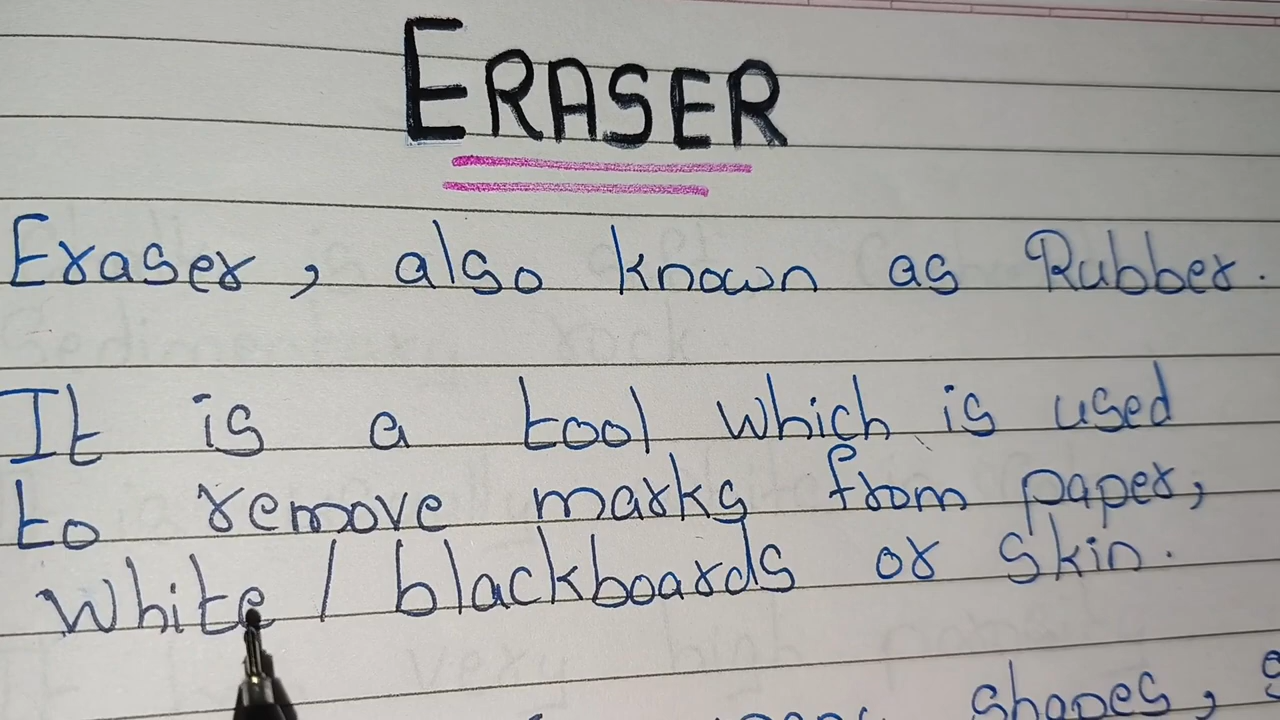 ERASER
Eraser, also known as Rubber.
It is a tool which is used
to remove marks from paper,
White / blackboards or skin.
shapes,